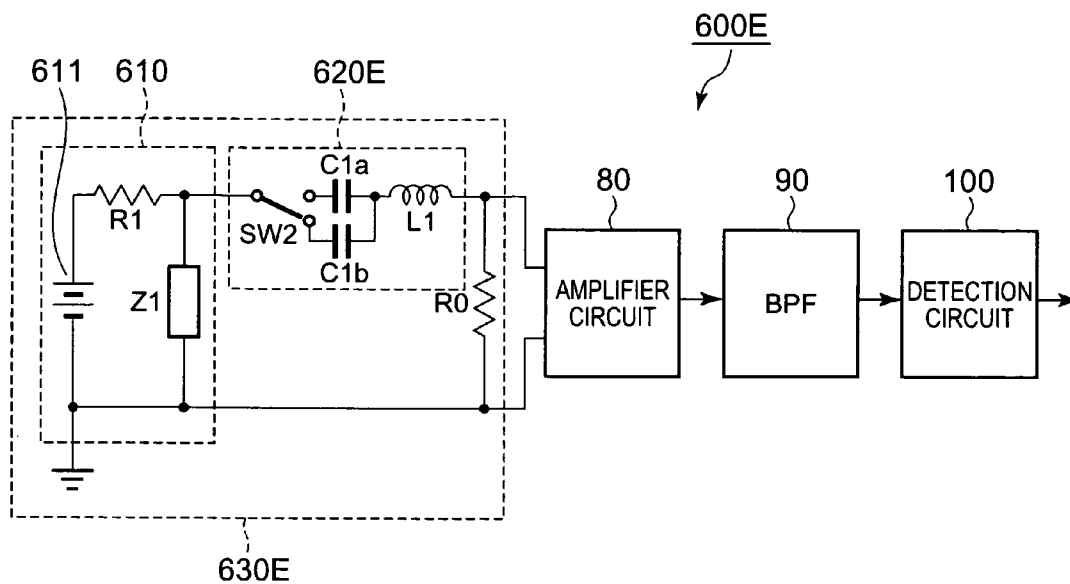 600E
611
610
620E
C1a
R1
SW2
L1
C1b
Z1
R0
80
90
100
AMPLIFIER
CIRCUIT
BPF
DETECTION
CIRCUIT
630E